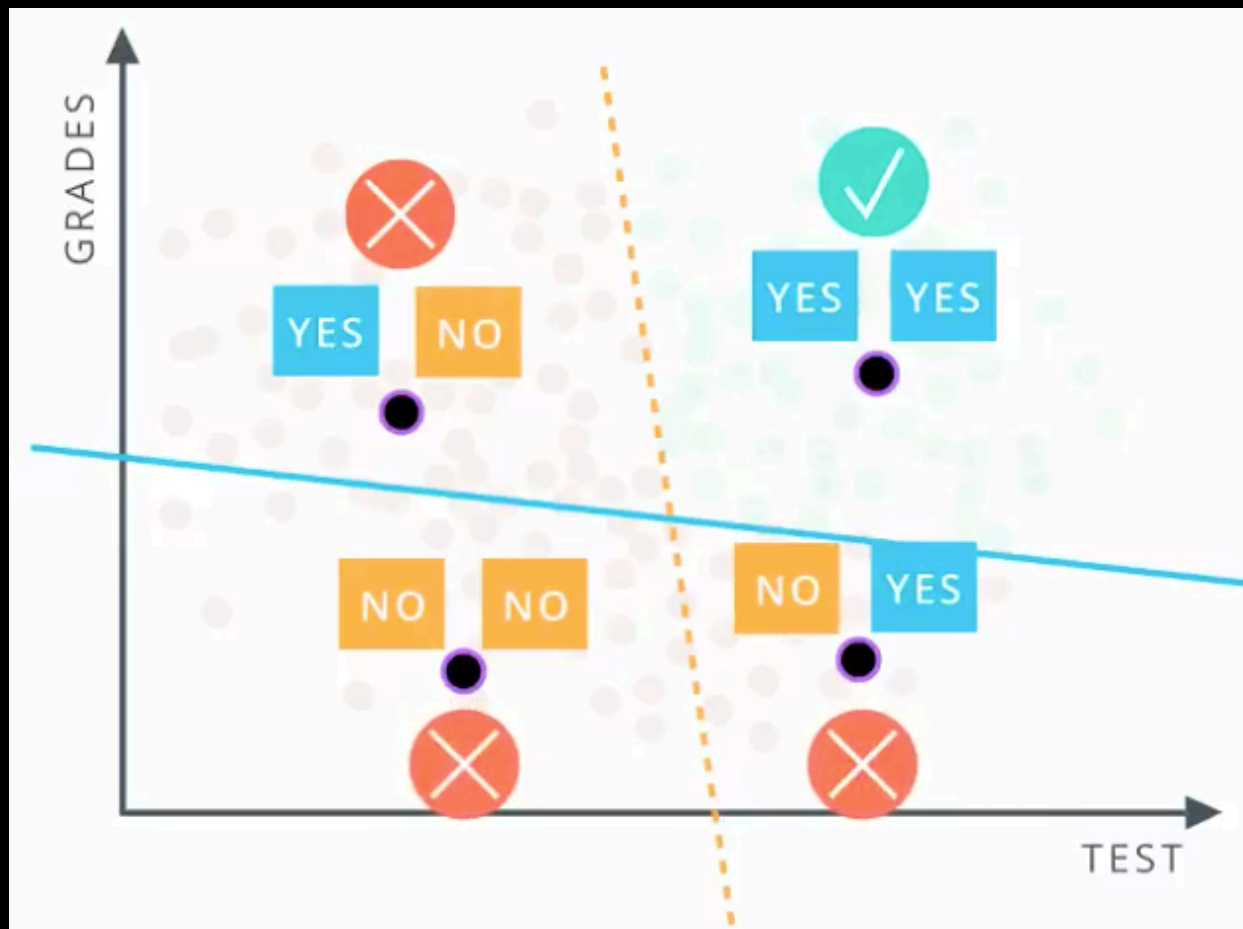 GRADES
YES NO
YES YES
NO NO
NO YES
TEST